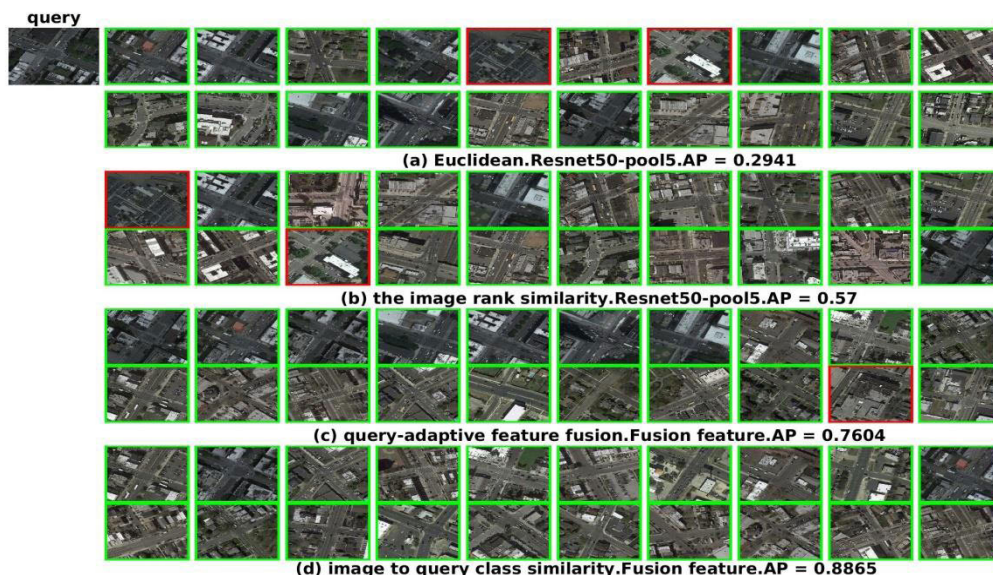 query
(a) Euclidean.Resnet50-pool5.AP = 0.2941
(b) the image rank similarity.Resnet50-pool5.AP = 0.57
(c) query-adaptive feature fusion.Fusion feature.AP = 0.7604
(d) image to query class similarity.Fusion feature.AP = 0.8865